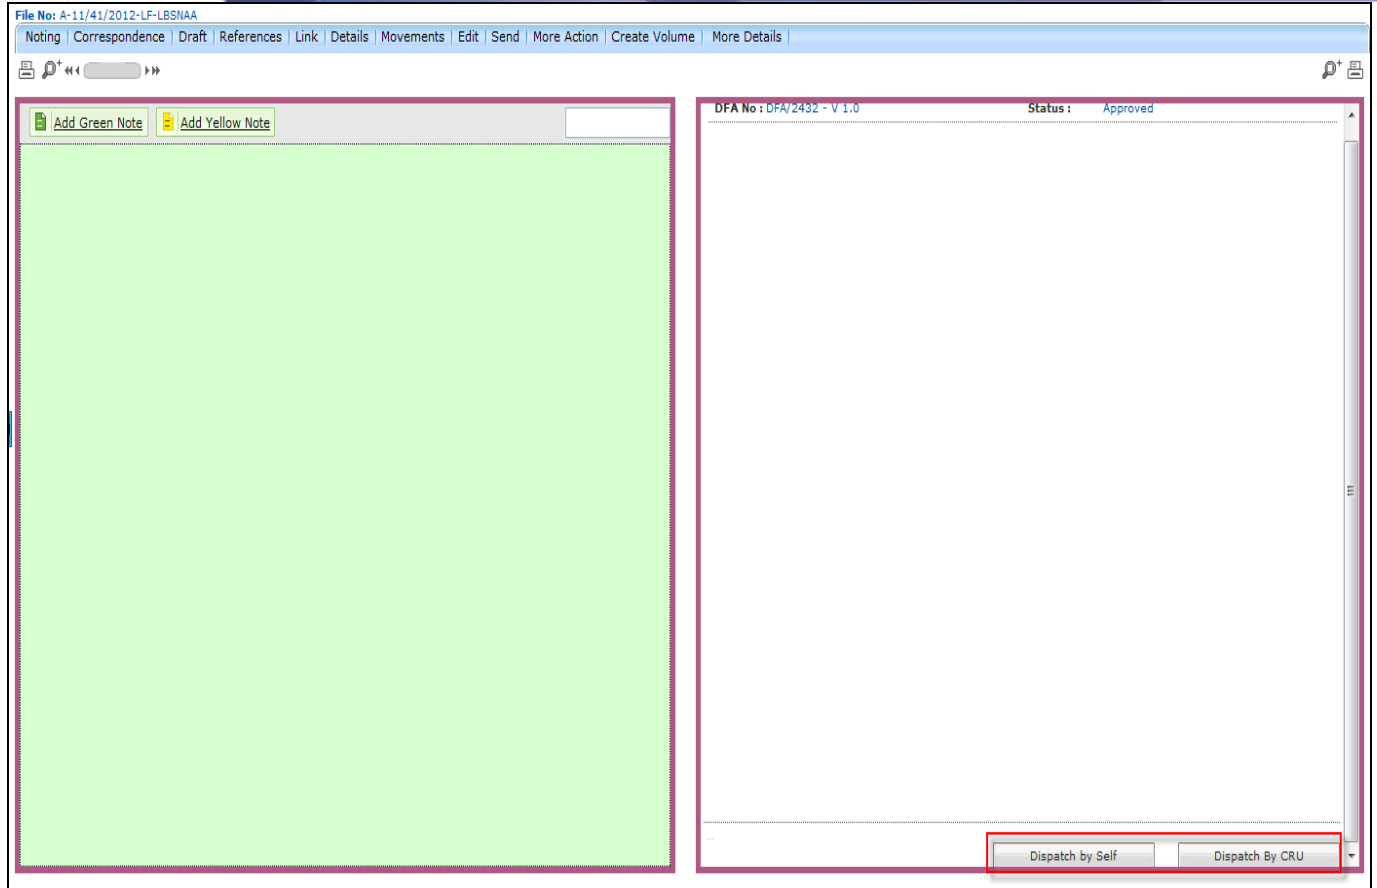 File No: A-11/41/2012-LF-LBSNAA
Noting | Correspondence | Draft | References | Link | Details | Movements | Edit | Send | More Action | Create Volume | More Details |
Add Green Note Add Yellow Note
DFA No : DFA/2432 - V 1.0 Status : Approved
Dispatch by Self Dispatch By CRU